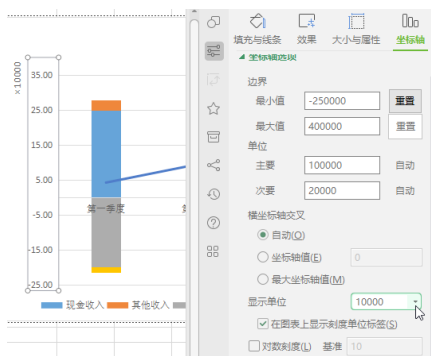 填充与线条 效果 大小与属性 坐标轴
坐标轴选项
边界
最小值 -250000 重置
最大值 400000 重置
单位
主要 100000 自动
次要 20000 自动
横坐标轴交叉
自动(O)
坐标轴值(E) 0
最大坐标轴值(M)
显示单位 10000
在图表上显示刻度单位标签(S)
对数刻度(L) 基准 10
×10000
35.00
25.00
15.00
5.00
-5.00
-15.00
-25.00
第一季度
现金收入 其他收入